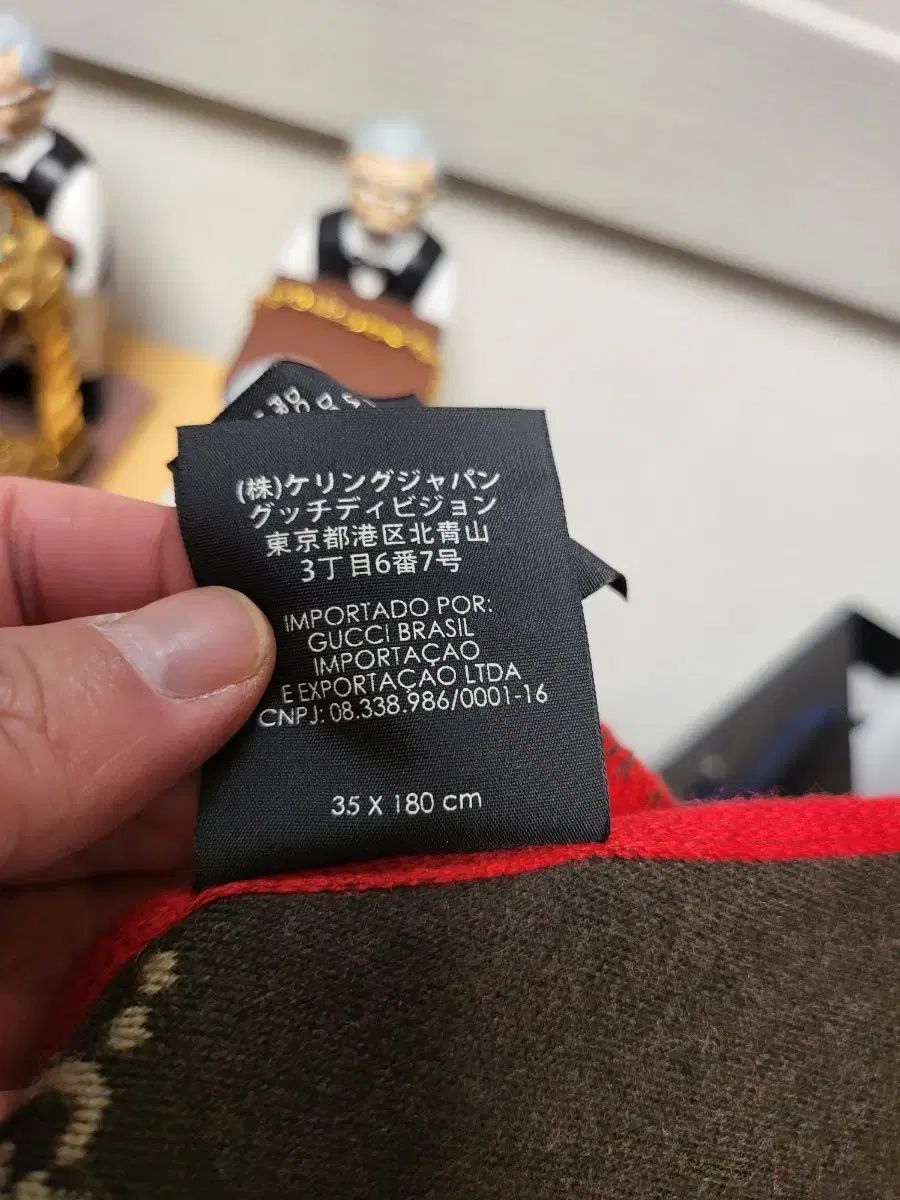 (株)ケリングジャパン
グッチディビジョン
東京都港区北青山
3丁目6番7号
IMPORTADO POR:
GUCCI BRASIL
IMPORTAÇAO
E EXPORTAÇAO LTDA
CNPJ: 08.338.986/0001-16
35 X 180 cm